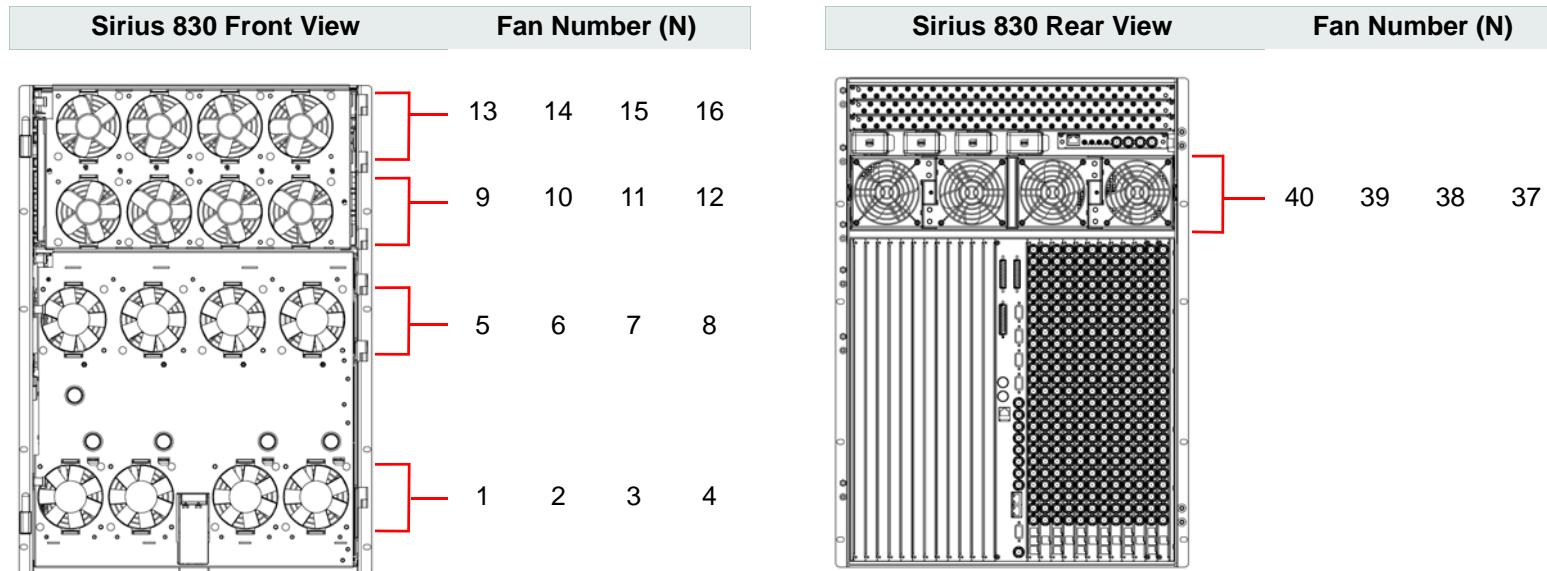 Sirius 830 Front View Fan Number (N)
13 14 15 16
9 10 11 12
5 6 7 8
1 2 3 4
Sirius 830 Rear View Fan Number (N)
40 39 38 37